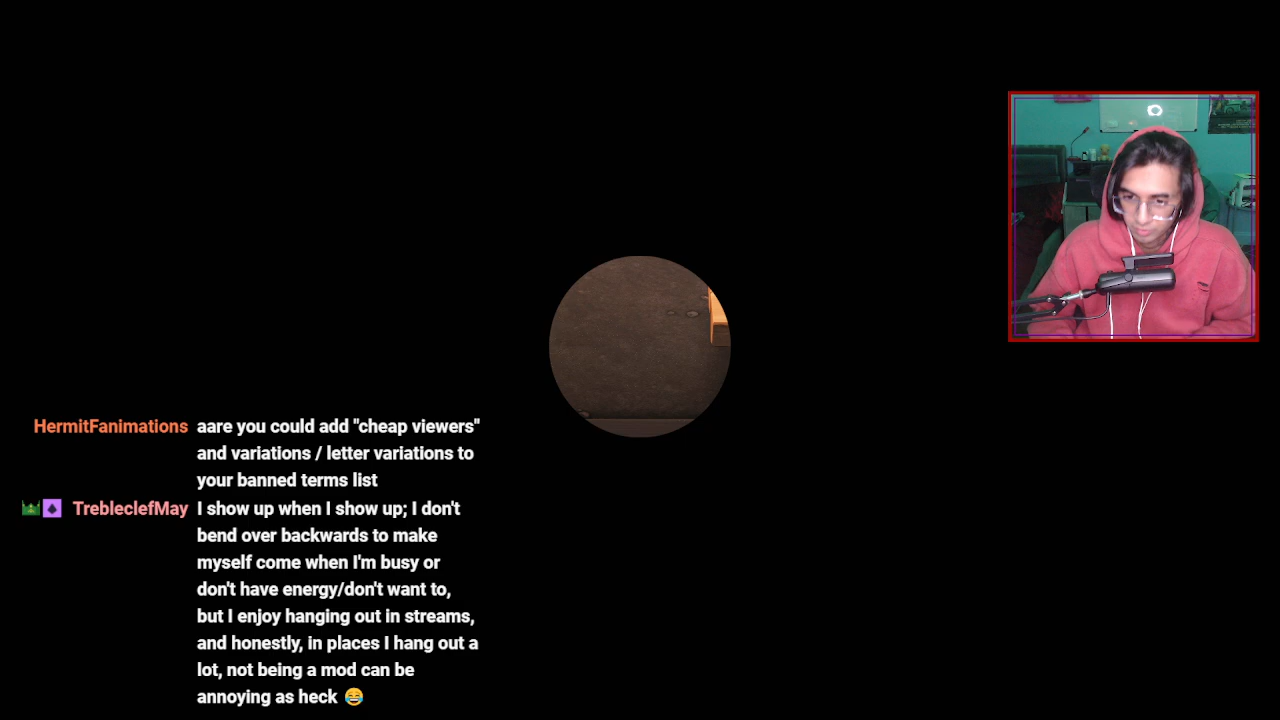 HermitFanimations aare you could add "cheap viewers"
and variations / letter variations to
your banned terms list
TrebleclefMay I show up when I show up; I don't
bend over backwards to make
myself come when I'm busy or
don't have energy/don't want to,
but I enjoy hanging out in streams,
and honestly, in places I hang out a
lot, not being a mod can be
annoying as heck 😂